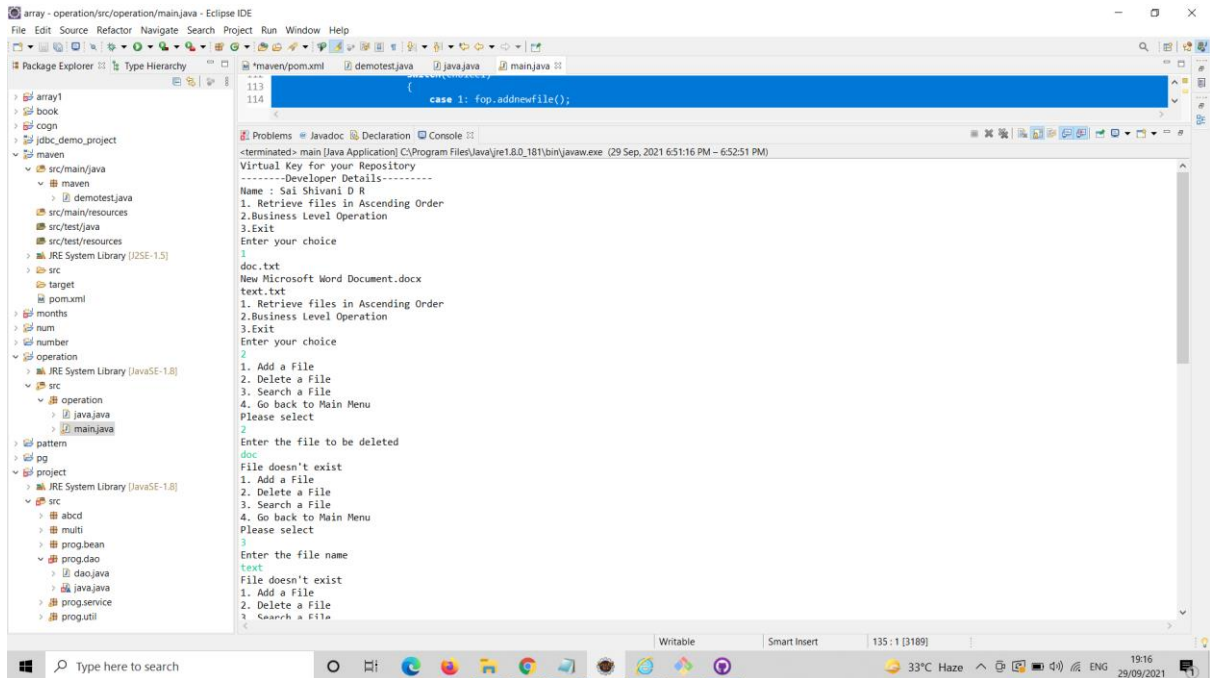 array - operation/src/operation/main.java - Eclipse IDE
File Edit Source Refactor Navigate Search Project Run Window Help
Package Explorer Type Hierarchy
*maven/pom.xml demotest.java java.java main.java
array1
book
cogn
jdbc_demo_project
maven
src/main/java
maven
demotest.java
src/main/resources
src/test/java
src/test/resources
JRE System Library [J2SE-1.5]
src
target
pom.xml
months
num
number
operation
JRE System Library [JavaSE-1.8]
src
operation
java.java
main.java
pattern
pg
project
JRE System Library [JavaSE-1.8]
src
abcd
multi
prog.bean
prog.dao
dao.java
java.java
prog.service
prog.util
113 {
114 case 1: fop.addnewfile();
Problems Javadoc Declaration Console
<terminated> main [Java Application] C:\Program Files\Java\jre1.8.0_181\bin\javaw.exe (29 Sep, 2021 6:51:16 PM – 6:52:51 PM)
Virtual Key for your Repository
--------Developer Details---------
Name : Sai Shivani D R
1. Retrieve files in Ascending Order
2.Business Level Operation
3.Exit
Enter your choice
1
doc.txt
New Microsoft Word Document.docx
text.txt
1. Retrieve files in Ascending Order
2.Business Level Operation
3.Exit
Enter your choice
2
1. Add a File
2. Delete a File
3. Search a File
4. Go back to Main Menu
Please select
2
Enter the file to be deleted
doc
File doesn't exist
1. Add a File
2. Delete a File
3. Search a File
4. Go back to Main Menu
Please select
3
Enter the file name
text
File doesn't exist
1. Add a File
2. Delete a File
3. Search a File
Writable Smart Insert 135 : 1 [3189]
Type here to search
33°C Haze ENG
19:16
29/09/2021